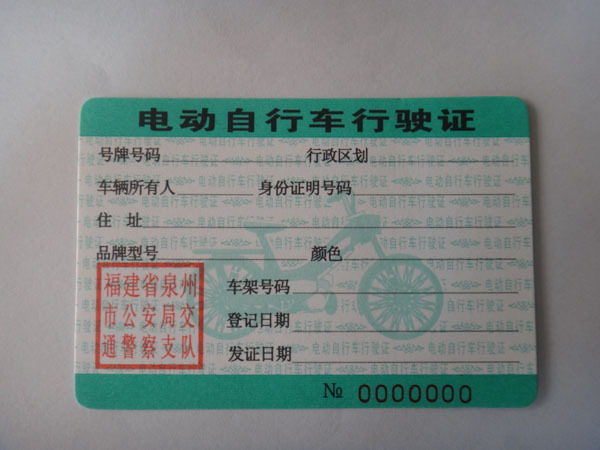 电动自行车行驶证
号牌号码 行政区划
车辆所有人 身份证明号码
住 址
品牌型号 颜色
车架号码
登记日期
发证日期
福建省泉州
市公安局交
通警察支队
№ 0000000